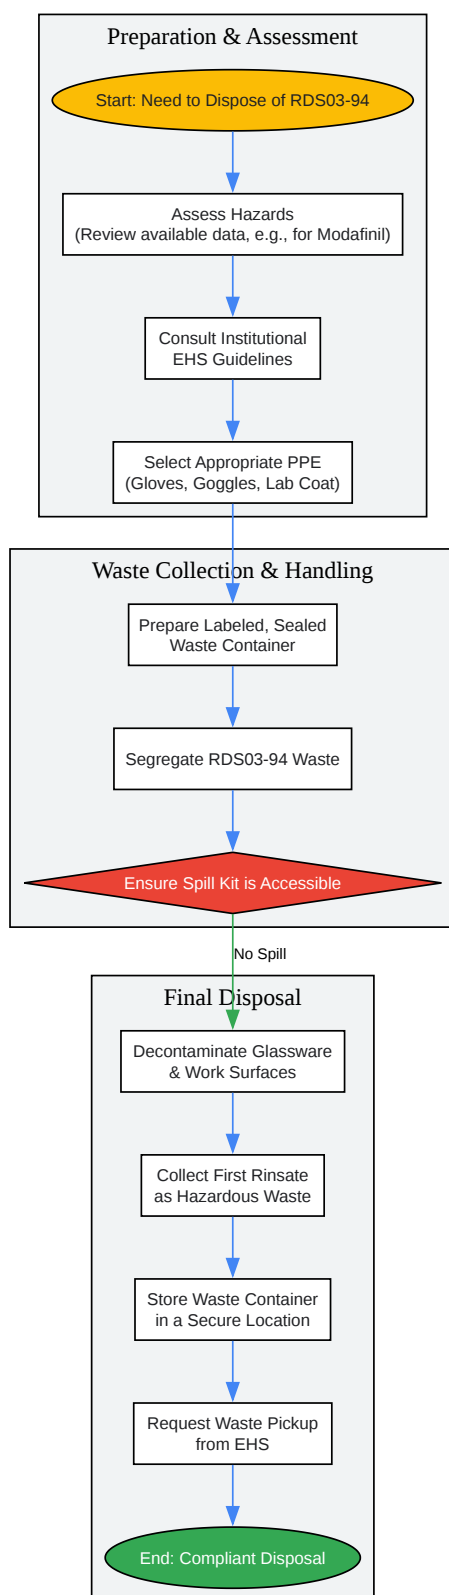 Preparation & Assessment
Start: Need to Dispose of RDS03-94
Assess Hazards
(Review available data, e.g., for Modafinil)
Consult Institutional
EHS Guidelines
Select Appropriate PPE
(Gloves, Goggles, Lab Coat)
Waste Collection & Handling
Prepare Labeled, Sealed
Waste Container
Segregate RDS03-94 Waste
Ensure Spill Kit is Accessible
No Spill
Final Disposal
Decontaminate Glassware
& Work Surfaces
Collect First Rinsate
as Hazardous Waste
Store Waste Container
in a Secure Location
Request Waste Pickup
from EHS
End: Compliant Disposal